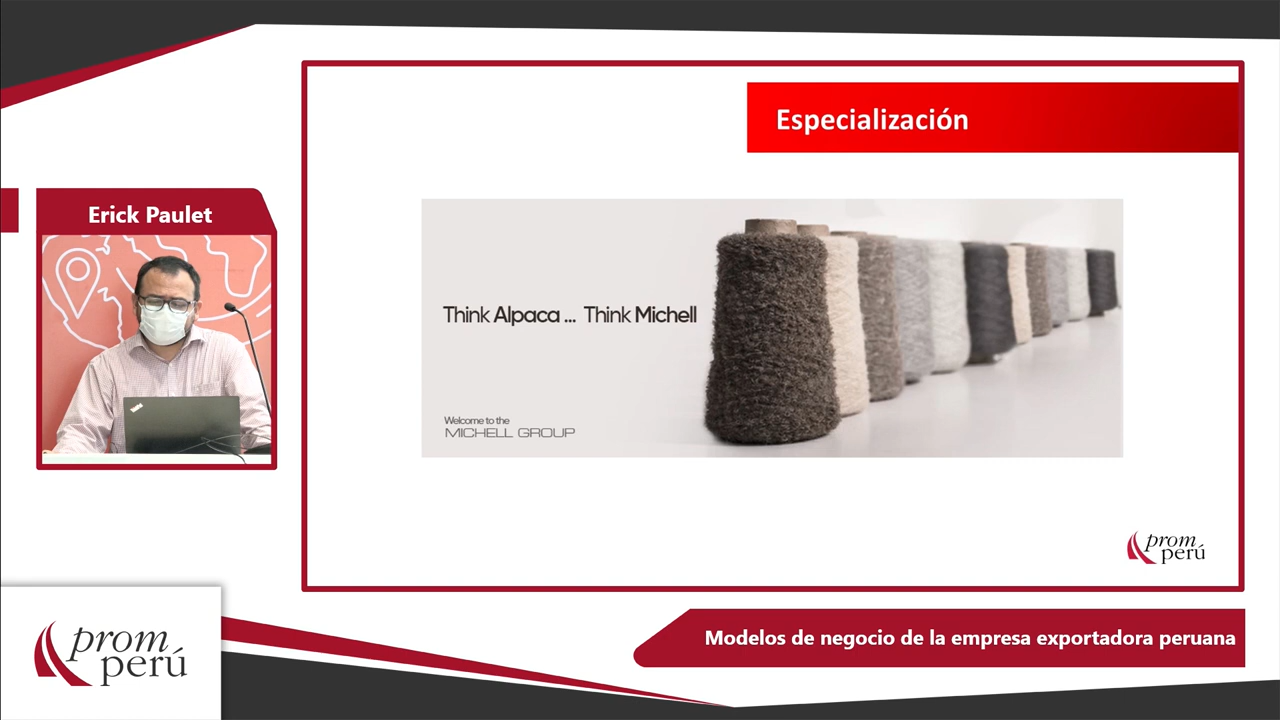 Especialización
Erick Paulet
Think Alpaca ... Think Michell
Welcome to the
MICHELL GROUP
prom
perú
Modelos de negocio de la empresa exportadora peruana
prom
perú